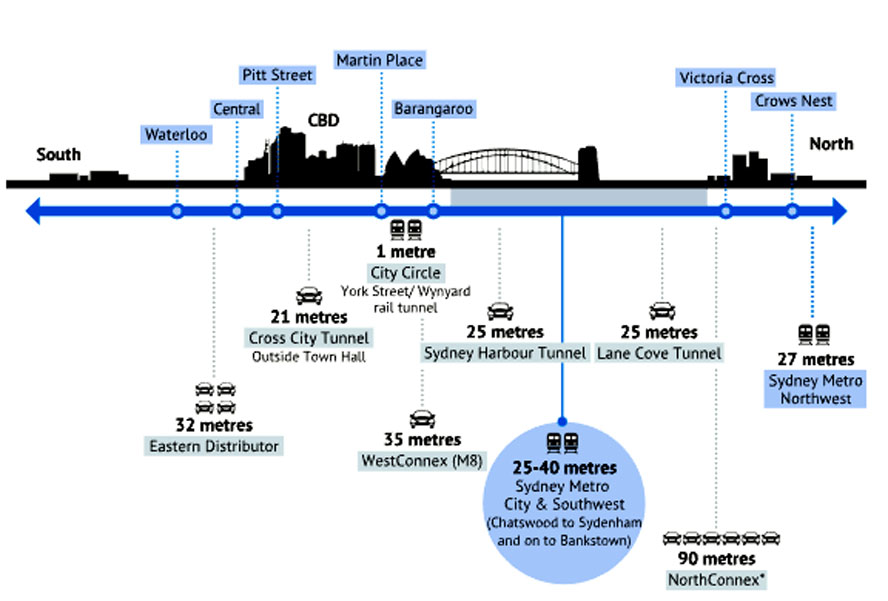 Martin Place
Pitt Street
Victoria Cross
Crows Nest
Central
Barangaroo
CBD
Waterloo
South
North
1 metre
City Circle
York Street/ Wynyard
rail tunnel
21 metres
Cross City Tunnel
Outside Town Hall
25 metres
Sydney Harbour Tunnel
25 metres
Lane Cove Tunnel
27 metres
Sydney Metro
Northwest
32 metres
Eastern Distributor
35 metres
WestConnex (M8)
25-40 metres
Sydney Metro
City & Southwest
(Chatswood to Sydenham
and on to Bankstown)
90 metres
NorthConnex*